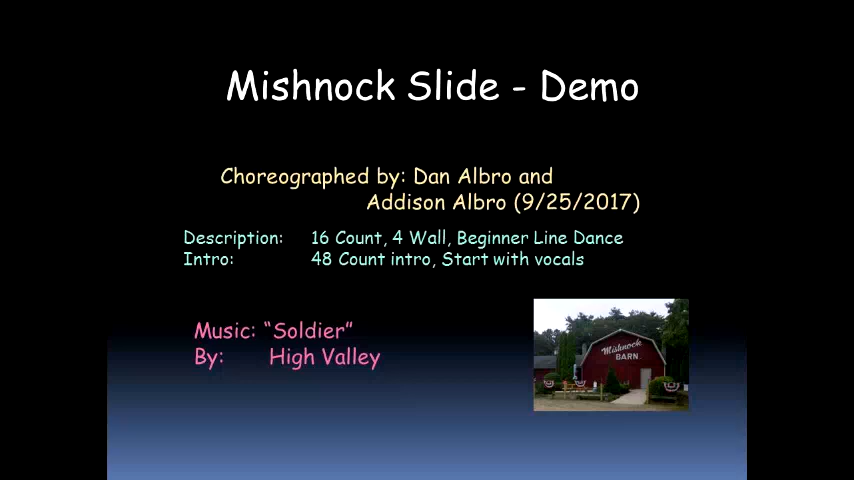 Mishnock Slide - Demo
Choreographed by: Dan Albro and
Addison Albro (9/25/2017)
Description: 16 Count, 4 Wall, Beginner Line Dance
Intro: 48 Count intro, Start with vocals
Music: “Soldier”
By: High Valley
Mishnock
BARN